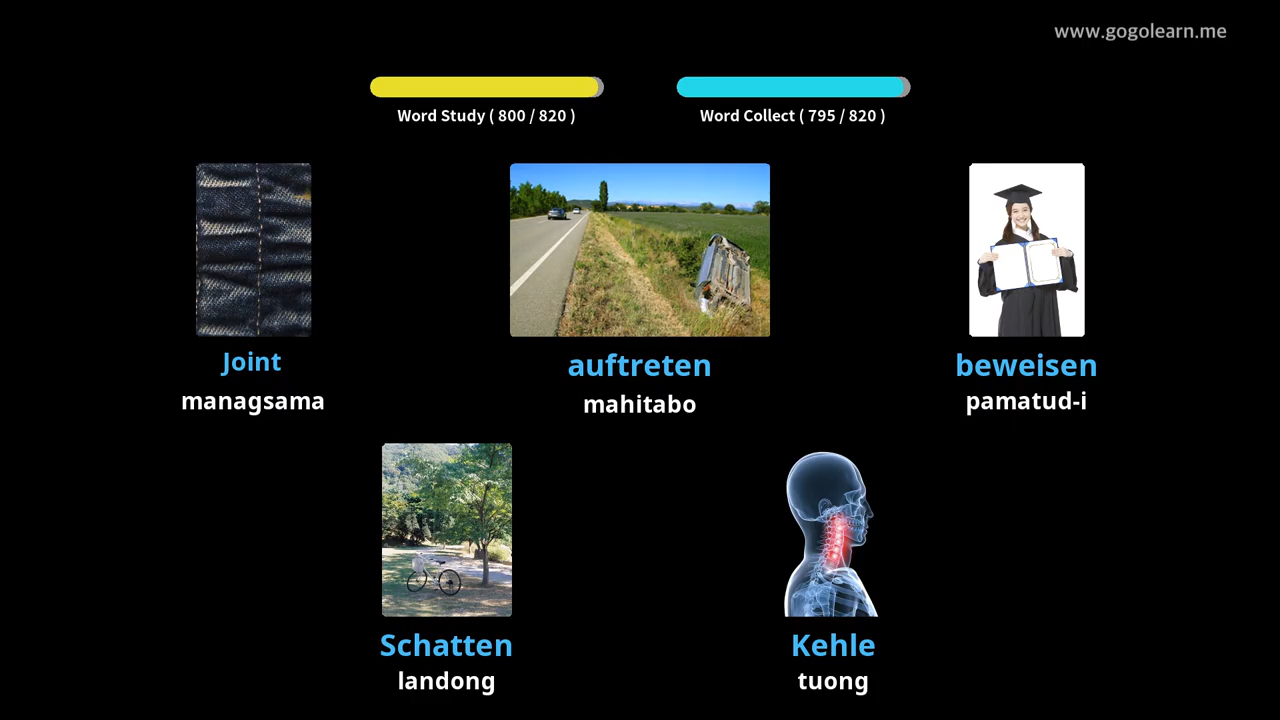 www.gogolearn.me
Word Study ( 800 / 820 )
Word Collect ( 795 / 820 )
Joint
managsama
auftreten
mahitabo
beweisen
pamatud-i
Schatten
landong
Kehle
tuong